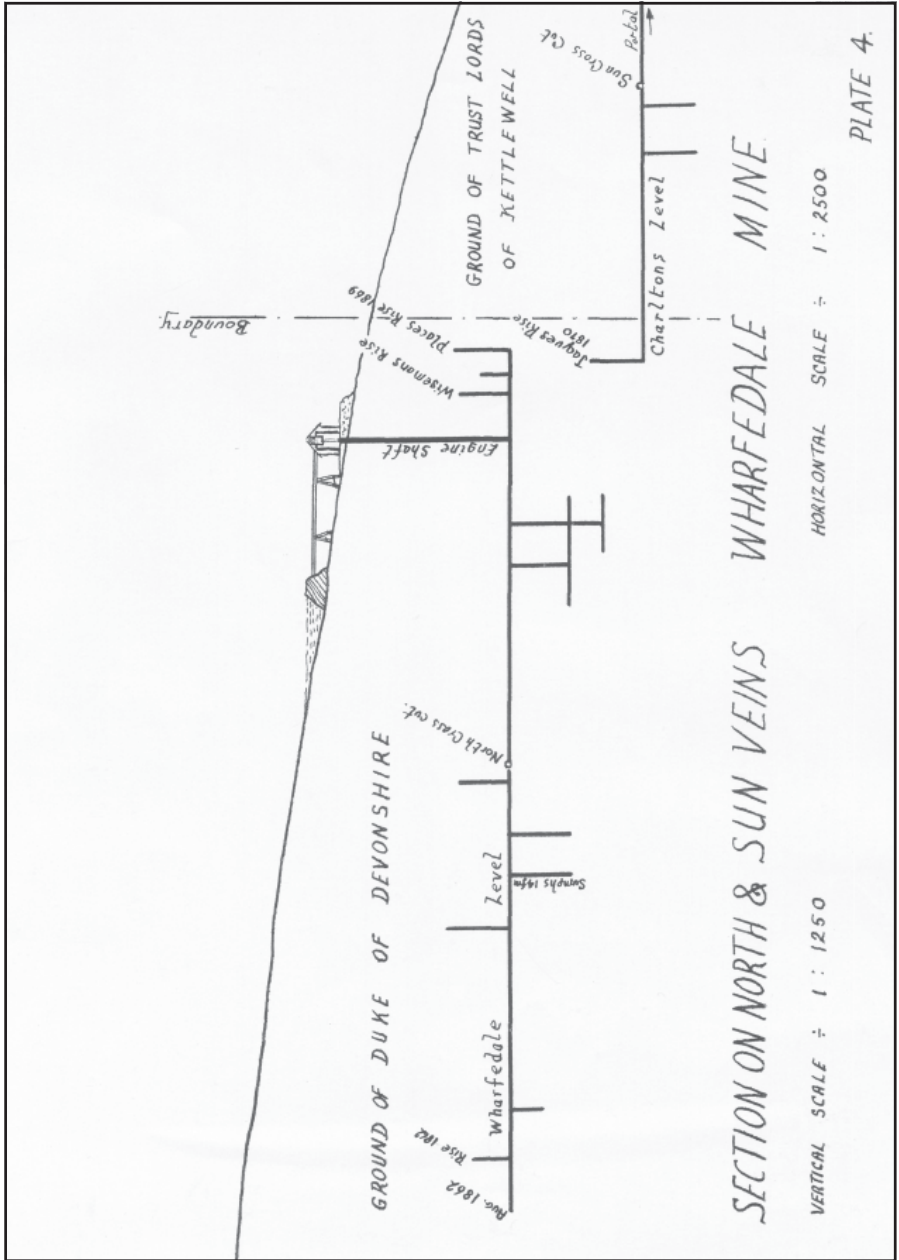 Boundary
GROUND OF TRUST LORDS
OF KETTLEWELL
Sun Cross Cut
Portal
Places Rise 1869
Wisemans Rise
Engine Shaft
Jaques Rise
1870
Charltons Level
GROUND OF DUKE OF DEVONSHIRE
North Cross cut.
Aug. 1862
Wharfedale Level
Sumphs 14fm
SECTION ON NORTH & SUN VEINS WHARFEDALE MINE
VERTICAL SCALE ÷ 1 : 1250
HORIZONTAL SCALE ÷ 1 : 2500
PLATE 4.